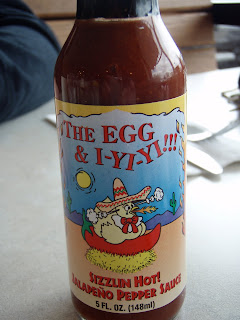 THE EGG
& I-YI-YI!!!
SIZZLIN HOT!
JALAPEÑO PEPPER SAUCE
5 FL. OZ. (148ml)